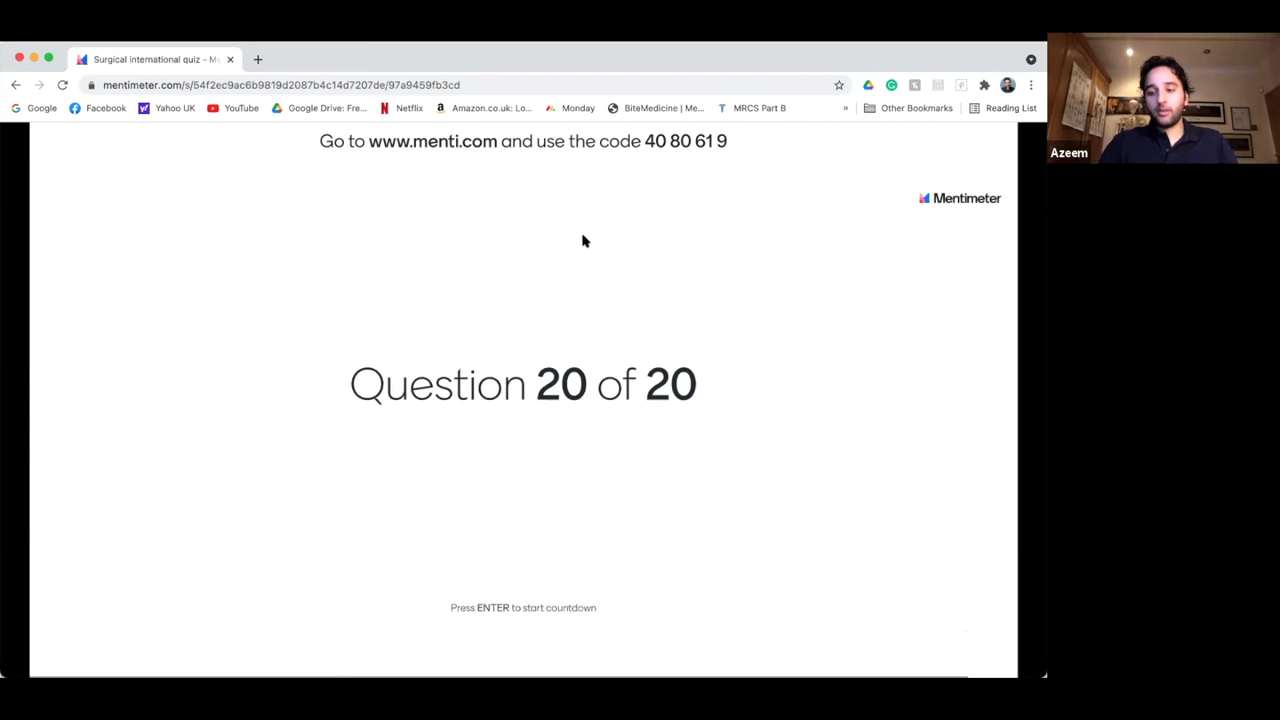 Surgical international quiz - Me
mentimeter.com/s/54f2ec9ac6b9819d2087b4c14d7207de/97a9459fb3cd
Google
Facebook
Yahoo UK
YouTube
Google Drive: Fre...
Netflix
Amazon.co.uk: Lo...
Monday
BiteMedicine | Me...
MRCS Part B
»
Other Bookmarks
Reading List
Go to www.menti.com and use the code 40 80 61 9
Azeem
Mentimeter
Question 20 of 20
Press ENTER to start countdown